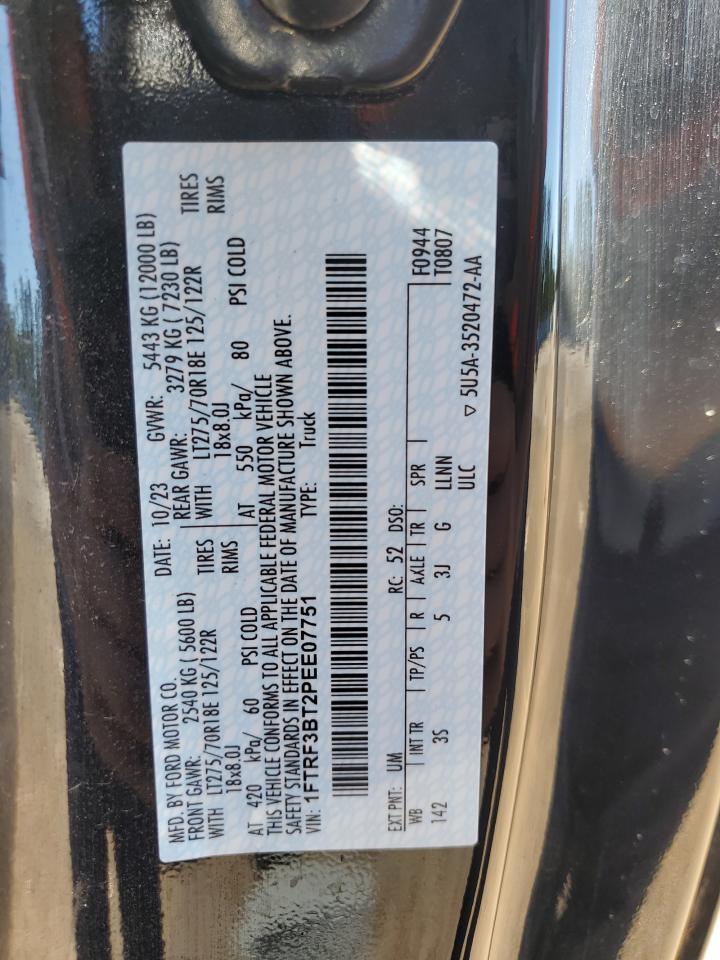 MFD. BY FORD MOTOR CO.
DATE: 10/23 GVWR: 5443 KG (12000 LB)
FRONT GAWR: 2540 KG ( 5600 LB)
REAR GAWR: 3279 KG ( 7230 LB)
WITH LT275/70R18E 125/122R TIRES
WITH LT275/70R18E 125/122R TIRES
18x8.0J RIMS
18x8.0J RIMS
AT 420 kPa/ 60 PSI COLD
AT 550 kPa/ 80 PSI COLD
THIS VEHICLE CONFORMS TO ALL APPLICABLE FEDERAL MOTOR VEHICLE
SAFETY STANDARDS IN EFFECT ON THE DATE OF MANUFACTURE SHOWN ABOVE.
VIN: 1FTRF3BT2PEE07751 TYPE: Truck
EXT PNT: UM RC: 52 DSO: F0944
WB INT TR TP/PS R AXLE TR SPR T0807
142 3S 5 3J G LLNN
ULC ▽ 5U5A-3520472-AA